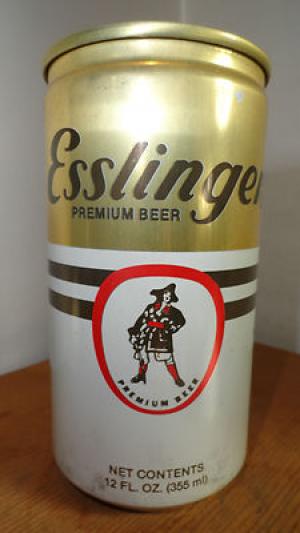 Esslinger
PREMIUM BEER
PREMIUM BEER
NET CONTENTS
12 FL. OZ. (355 ml)